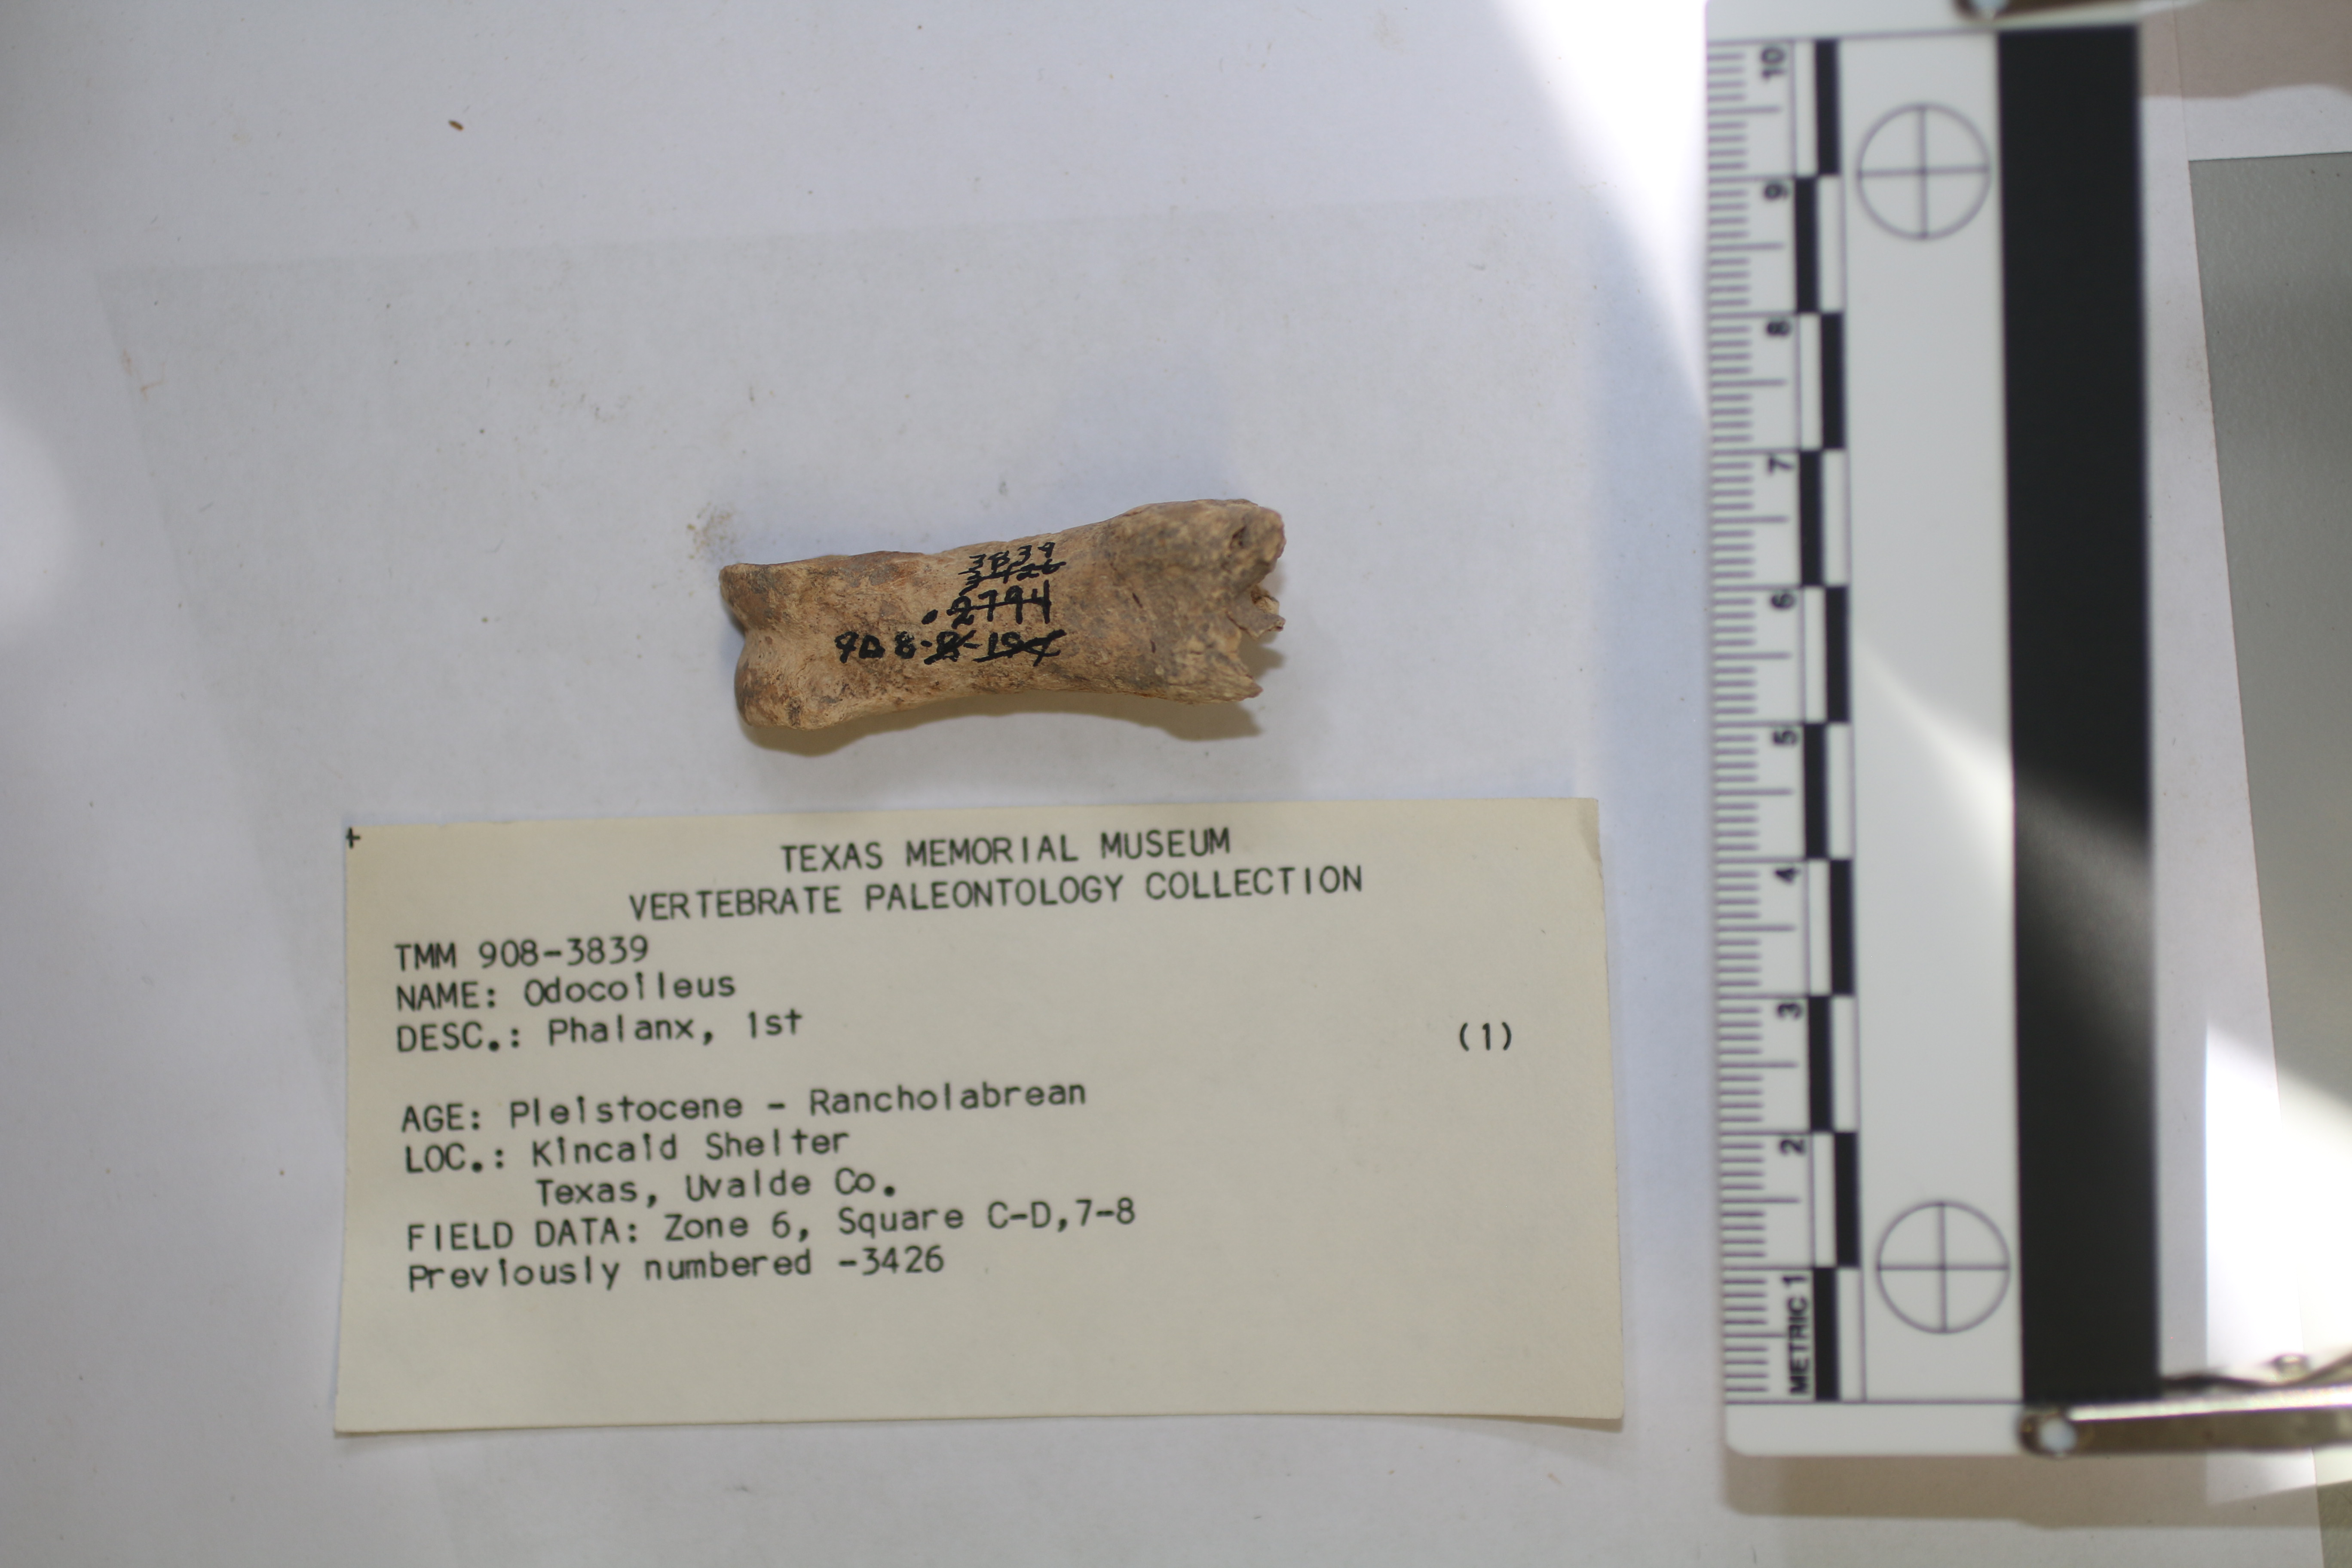 +
TEXAS MEMORIAL MUSEUM
VERTEBRATE PALEONTOLOGY COLLECTION
TMM 908-3839
NAME: Odocoileus
DESC.: Phalanx, 1st (1)
AGE: Pleistocene - Rancholabrean
LOC.: Kincaid Shelter
Texas, Uvalde Co.
FIELD DATA: Zone 6, Square C-D,7-8
Previously numbered -3426
3839
3426
2794
908-
METRIC 1 2 3 4 5 6 7 8 9 10